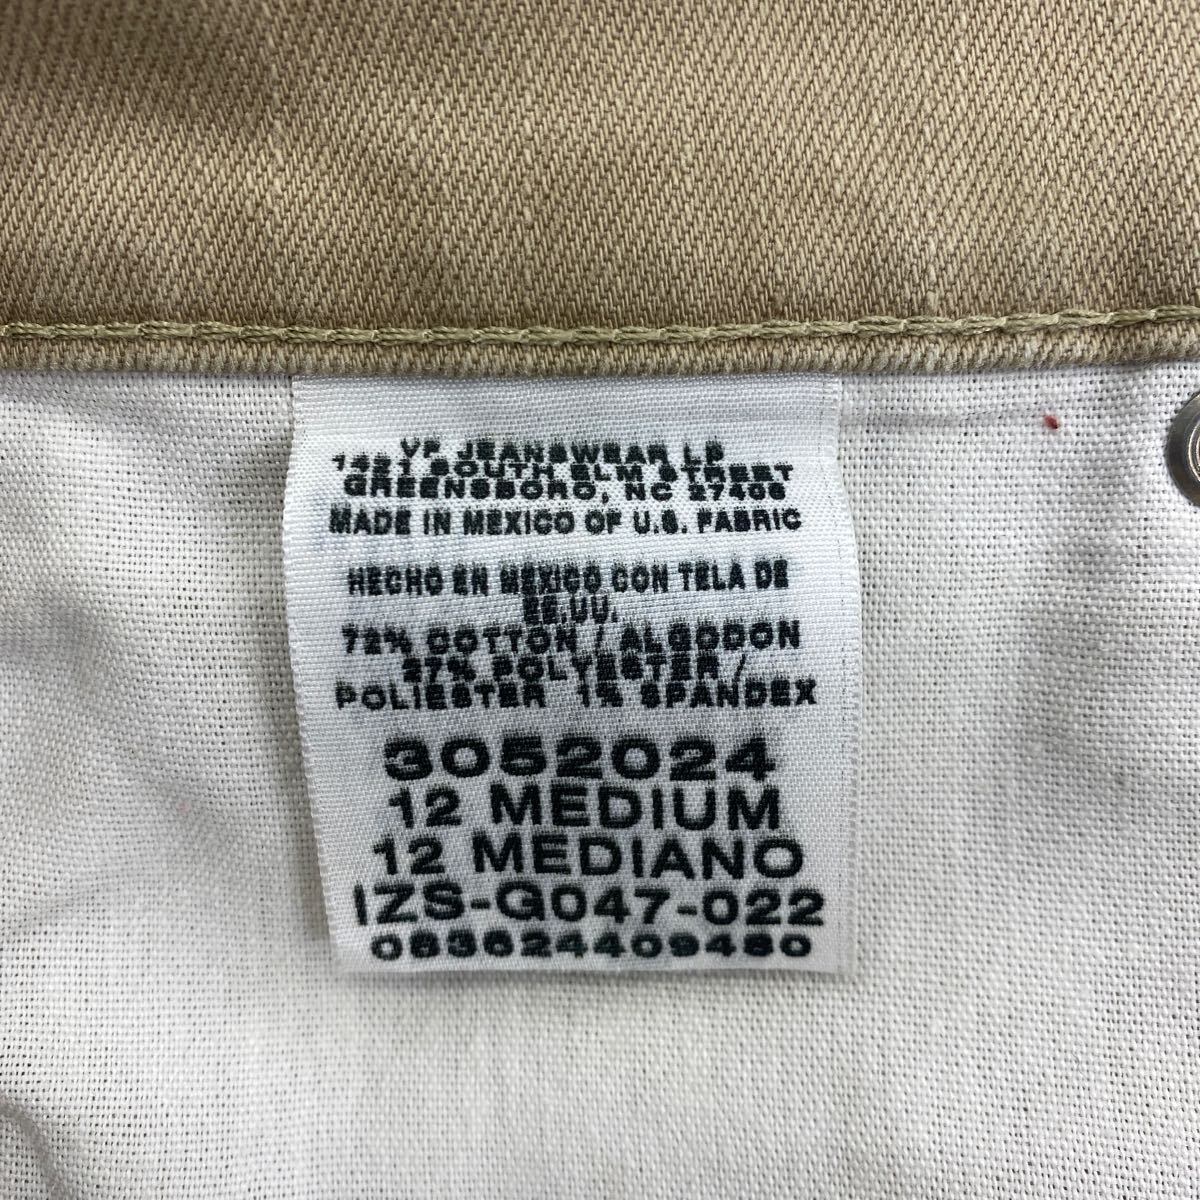 VF JEANSWEAR LP
1421 SOUTH ELM STREET
GREENSBORO, NC 27406
MADE IN MEXICO OF U.S. FABRIC
HECHO EN MEXICO CON TELA DE
EE.UU.
72% COTTON / ALGODON
27% POLYESTER /
POLIESTER 1% SPANDEX
3052024
12 MEDIUM
12 MEDIANO
IZS-G047-022
083624409480